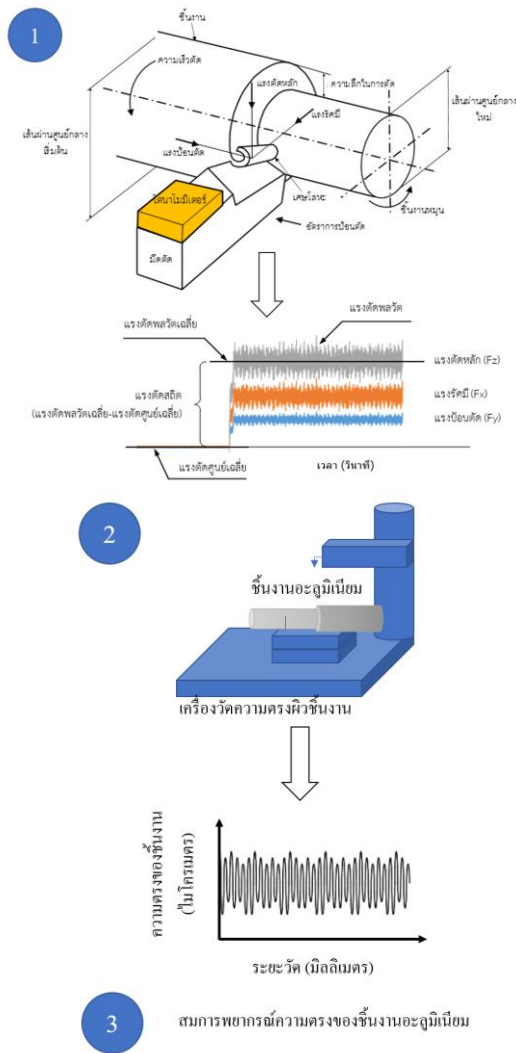 1
ชิ้นงาน
ความเร็วตัด
แรงตัดหลัก
ความลึกในการตัด
แรงรัศมี
เส้นผ่านศูนย์กลาง
เริ่มต้น
เส้นผ่านศูนย์กลาง
ใหม่
แรงป้อนตัด
เศษโลหะ
ชิ้นงานหมุน
ไดนาโมมิเตอร์
อัตราการป้อนตัด
มีดตัด
แรงตัดพลวัตเฉลี่ย
แรงตัดพลวัต
แรงตัดหลัก (Fz)
แรงตัดสถิต
(แรงตัดพลวัตเฉลี่ย-แรงตัดศูนย์เฉลี่ย)
แรงรัศมี (Fx)
แรงป้อนตัด (Fy)
แรงตัดศูนย์เฉลี่ย
เวลา (วินาที)
2
ชิ้นงานอะลูมิเนียม
เครื่องวัดความตรงผิวชิ้นงาน
ความตรงของชิ้นงาน
(ไมโครเมตร)
ระยะวัด (มิลลิเมตร)
3
สมการพยากรณ์ความตรงของชิ้นงานอะลูมิเนียม